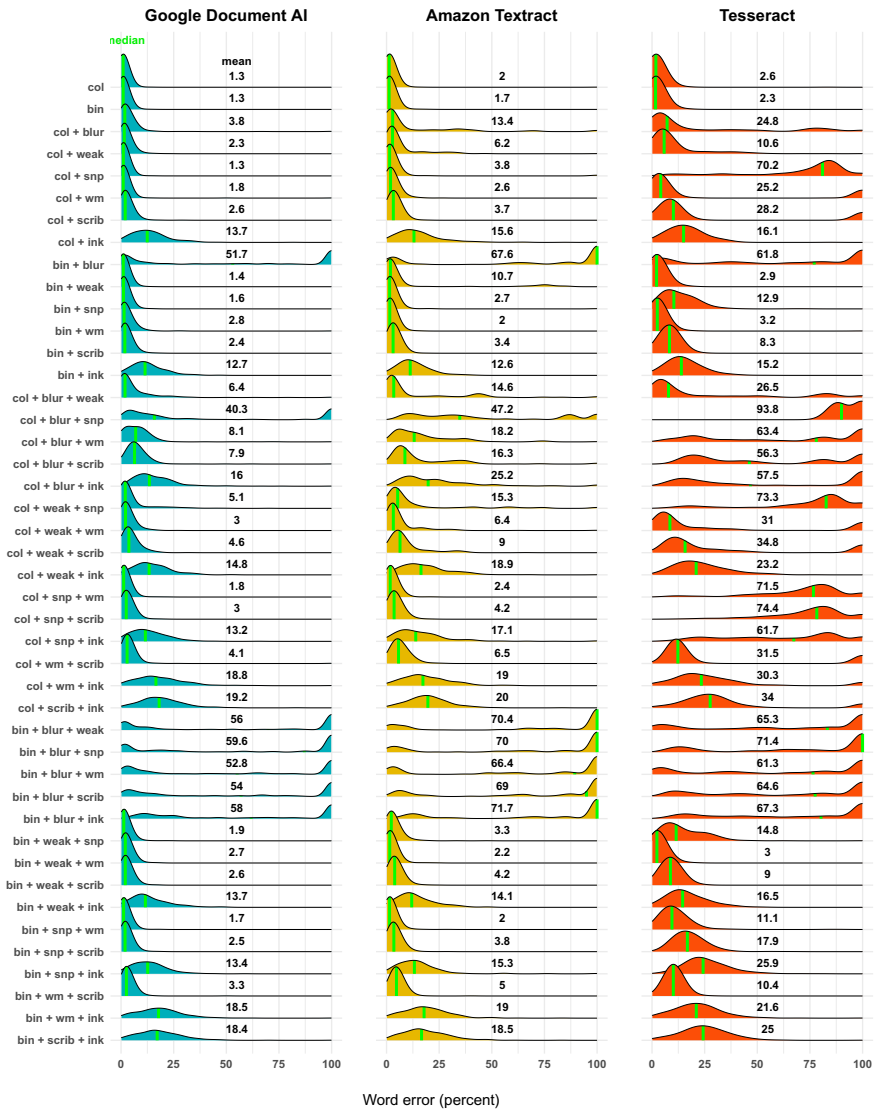 Google Document AI Amazon Textract Tesseract
median
mean
col 1.3 2 2.6
bin 1.3 1.7 2.3
col + blur 3.8 13.4 24.8
col + weak 2.3 6.2 10.6
col + snp 1.3 3.8 70.2
col + wm 1.8 2.6 25.2
col + scrib 2.6 3.7 28.2
col + ink 13.7 15.6 16.1
bin + blur 51.7 67.6 61.8
bin + weak 1.4 10.7 2.9
bin + snp 1.6 2.7 12.9
bin + wm 2.8 2 3.2
bin + scrib 2.4 3.4 8.3
bin + ink 12.7 12.6 15.2
col + blur + weak 6.4 14.6 26.5
col + blur + snp 40.3 47.2 93.8
col + blur + wm 8.1 18.2 63.4
col + blur + scrib 7.9 16.3 56.3
col + blur + ink 16 25.2 57.5
col + weak + snp 5.1 15.3 73.3
col + weak + wm 3 6.4 31
col + weak + scrib 4.6 9 34.8
col + weak + ink 14.8 18.9 23.2
col + snp + wm 1.8 2.4 71.5
col + snp + scrib 3 4.2 74.4
col + snp + ink 13.2 17.1 61.7
col + wm + scrib 4.1 6.5 31.5
col + wm + ink 18.8 19 30.3
col + scrib + ink 19.2 20 34
bin + blur + weak 56 70.4 65.3
bin + blur + snp 59.6 70 71.4
bin + blur + wm 52.8 66.4 61.3
bin + blur + scrib 54 69 64.6
bin + blur + ink 58 71.7 67.3
bin + weak + snp 1.9 3.3 14.8
bin + weak + wm 2.7 2.2 3
bin + weak + scrib 2.6 4.2 9
bin + weak + ink 13.7 14.1 16.5
bin + snp + wm 1.7 2 11.1
bin + snp + scrib 2.5 3.8 17.9
bin + snp + ink 13.4 15.3 25.9
bin + wm + scrib 3.3 5 10.4
bin + wm + ink 18.5 19 21.6
bin + scrib + ink 18.4 18.5 25
0 25 50 75 100 0 25 50 75 100 0 25 50 75 100
Word error (percent)